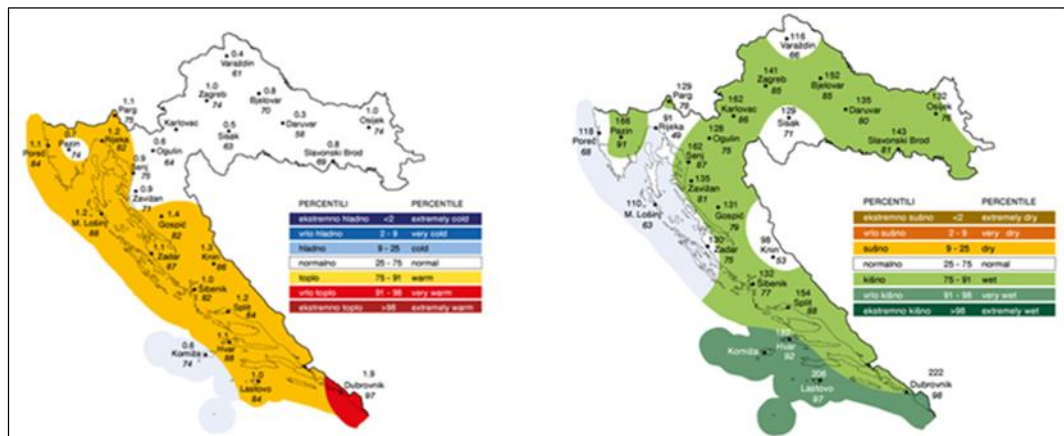 0.4
Varaždin
61
1.0
Zagreb
74
0.8
Bjelovar
70
1.1
Parg
75
Karlovac
0.5
Sisak
63
0.3
Daruvar
58
1.0
Osijek
74
0.8
Slavonski Brod
69
1.1
Poreč
84
0.7
Pazin
74
1.2
Rijeka
82
0.6
Ogulin
64
0.9
Senj
75
0.9
Zavižan
1.2
M. Lošinj
88
1.4
Gospić
82
1.1
Zadar
87
1.3
Knin
86
1.0
Šibenik
82
1.2
Split
84
1.1
Hvar
88
0.6
Komiža
74
1.0
Lastovo
84
1.9
Dubrovnik
97
PERCENTILI PERCENTILE
ekstremno hladno <2 extremely cold
vrlo hladno 2 - 9 very cold
hladno 9 - 25 cold
normalno 25 - 75 normal
toplo 75 - 91 warm
vrlo toplo 91 - 98 very warm
ekstremno toplo >98 extremely warm
116
Varaždin
66
141
Zagreb
85
152
Bjelovar
85
129
Parg
78
162
Karlovac
86
129
Sisak
71
135
Daruvar
80
132
Osijek
76
143
Slavonski Brod
81
118
Poreč
68
166
Pazin
91
91
Rijeka
49
128
Ogulin
75
162
Senj
87
135
Zavižan
81
110
M. Lošinj
63
131
Gospić
79
130
Zadar
75
98
Knin
53
132
Šibenik
77
154
Split
88
Hvar
92
Komiža
206
Lastovo
97
222
Dubrovnik
98
PERCENTILI PERCENTILE
ekstremno sušno <2 extremely dry
vrlo sušno 2 - 9 very dry
sušno 9 - 25 dry
normalno 25 - 75 normal
kišno 75 - 91 wet
vrlo kišno 91 - 98 very wet
ekstremno kišno >98 extremely wet